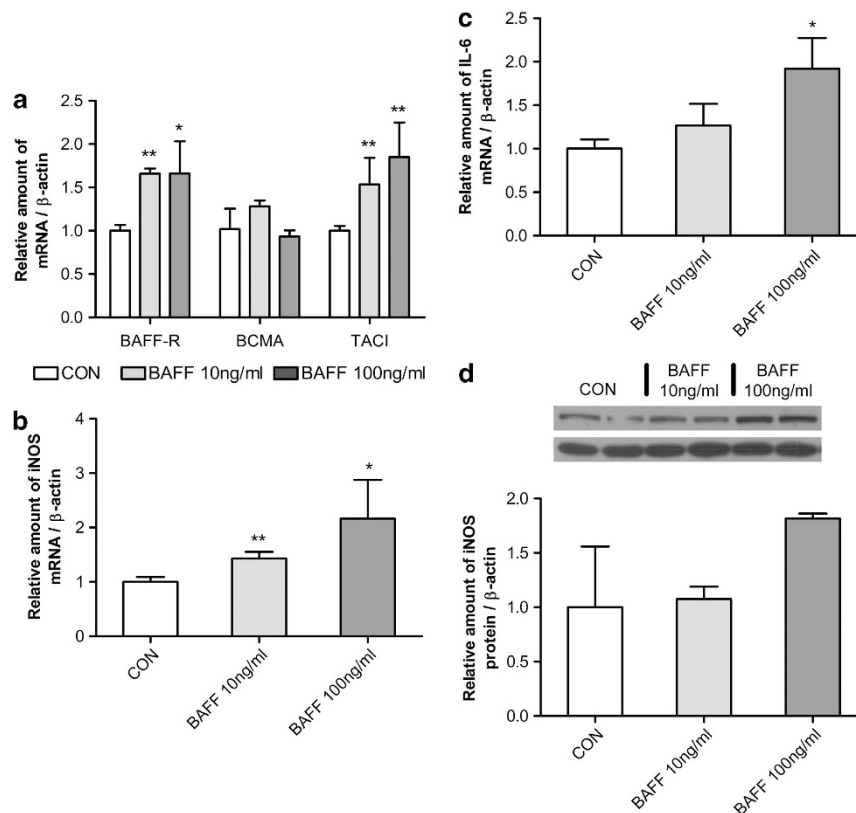 a
Relative amount of
mRNA / β-actin
2.5
2.0
1.5
1.0
0.5
0.0
** *
** **
BAFF-R BCMA TACI
CON BAFF 10ng/ml BAFF 100ng/ml
b
Relative amount of iNOS
mRNA / β-actin
4
3
2
1
0
**
*
CON
BAFF 10ng/ml
BAFF 100ng/ml
c
Relative amount of IL-6
mRNA / β-actin
2.5
2.0
1.5
1.0
0.5
0.0
*
CON
BAFF 10ng/ml
BAFF 100ng/ml
d
CON
BAFF
10ng/ml
BAFF
100ng/ml
Relative amount of iNOS
protein / β-actin
2.0
1.5
1.0
0.5
0.0
CON
BAFF 10ng/ml
BAFF 100ng/ml